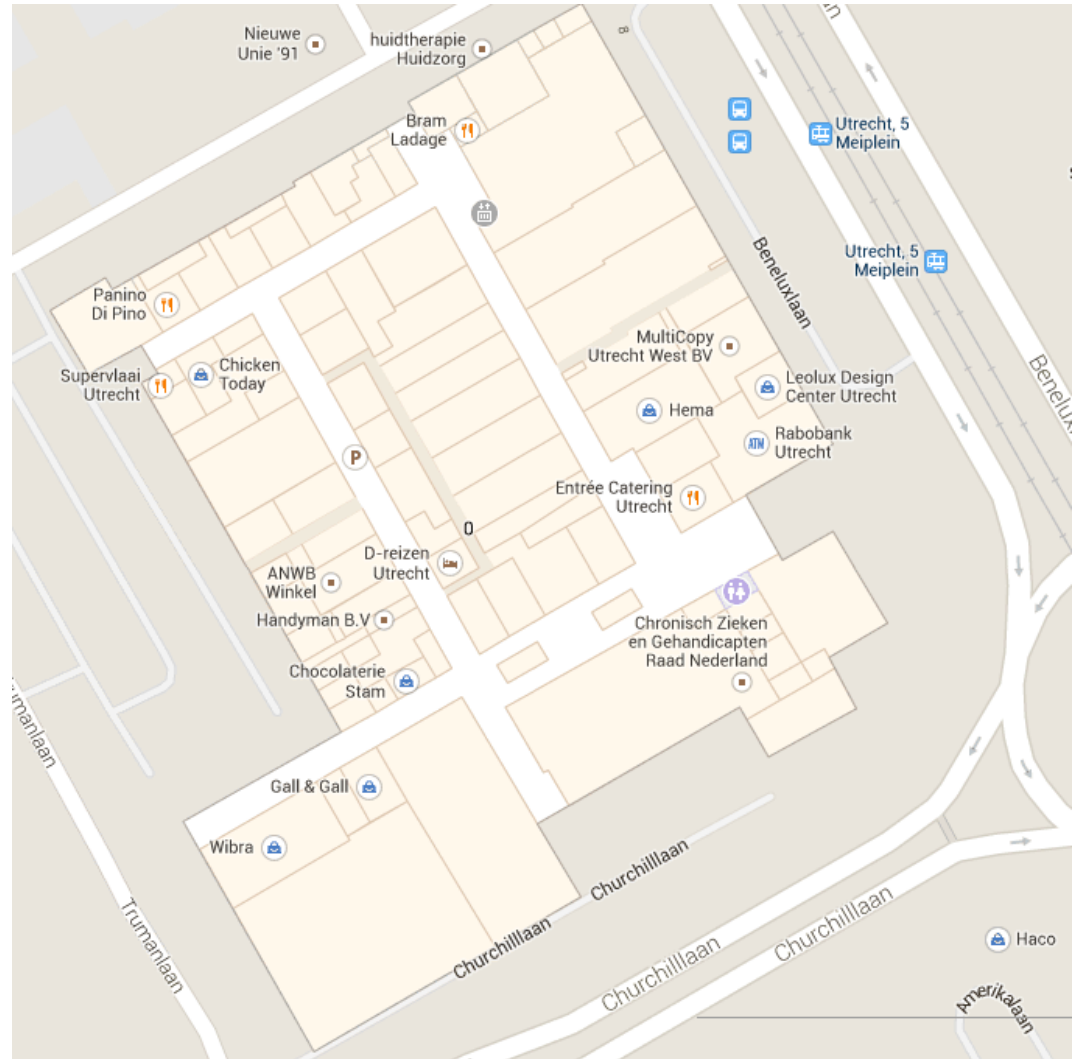 Nieuwe
Unie '91
huidtherapie
Huidzorg
8
Bram
Ladage
Utrecht, 5
Meiplein
Utrecht, 5
Meiplein
Beneluxlaan
Panino
Di Pino
Supervlaai
Utrecht
Chicken
Today
MultiCopy
Utrecht West BV
Leolux Design
Center Utrecht
Hema
ATM
Rabobank
Utrecht
P
Entrée Catering
Utrecht
0
D-reizen
Utrecht
ANWB
Winkel
Handyman B.V
Chronisch Zieken
en Gehandicapten
Raad Nederland
Chocolaterie
Stam
Trumanlaan
Gall & Gall
Wibra
Churchilllaan
Churchilllaan
Churchilllaan
Churchilllaan
Trumanlaan
Haco
Amerikalaan